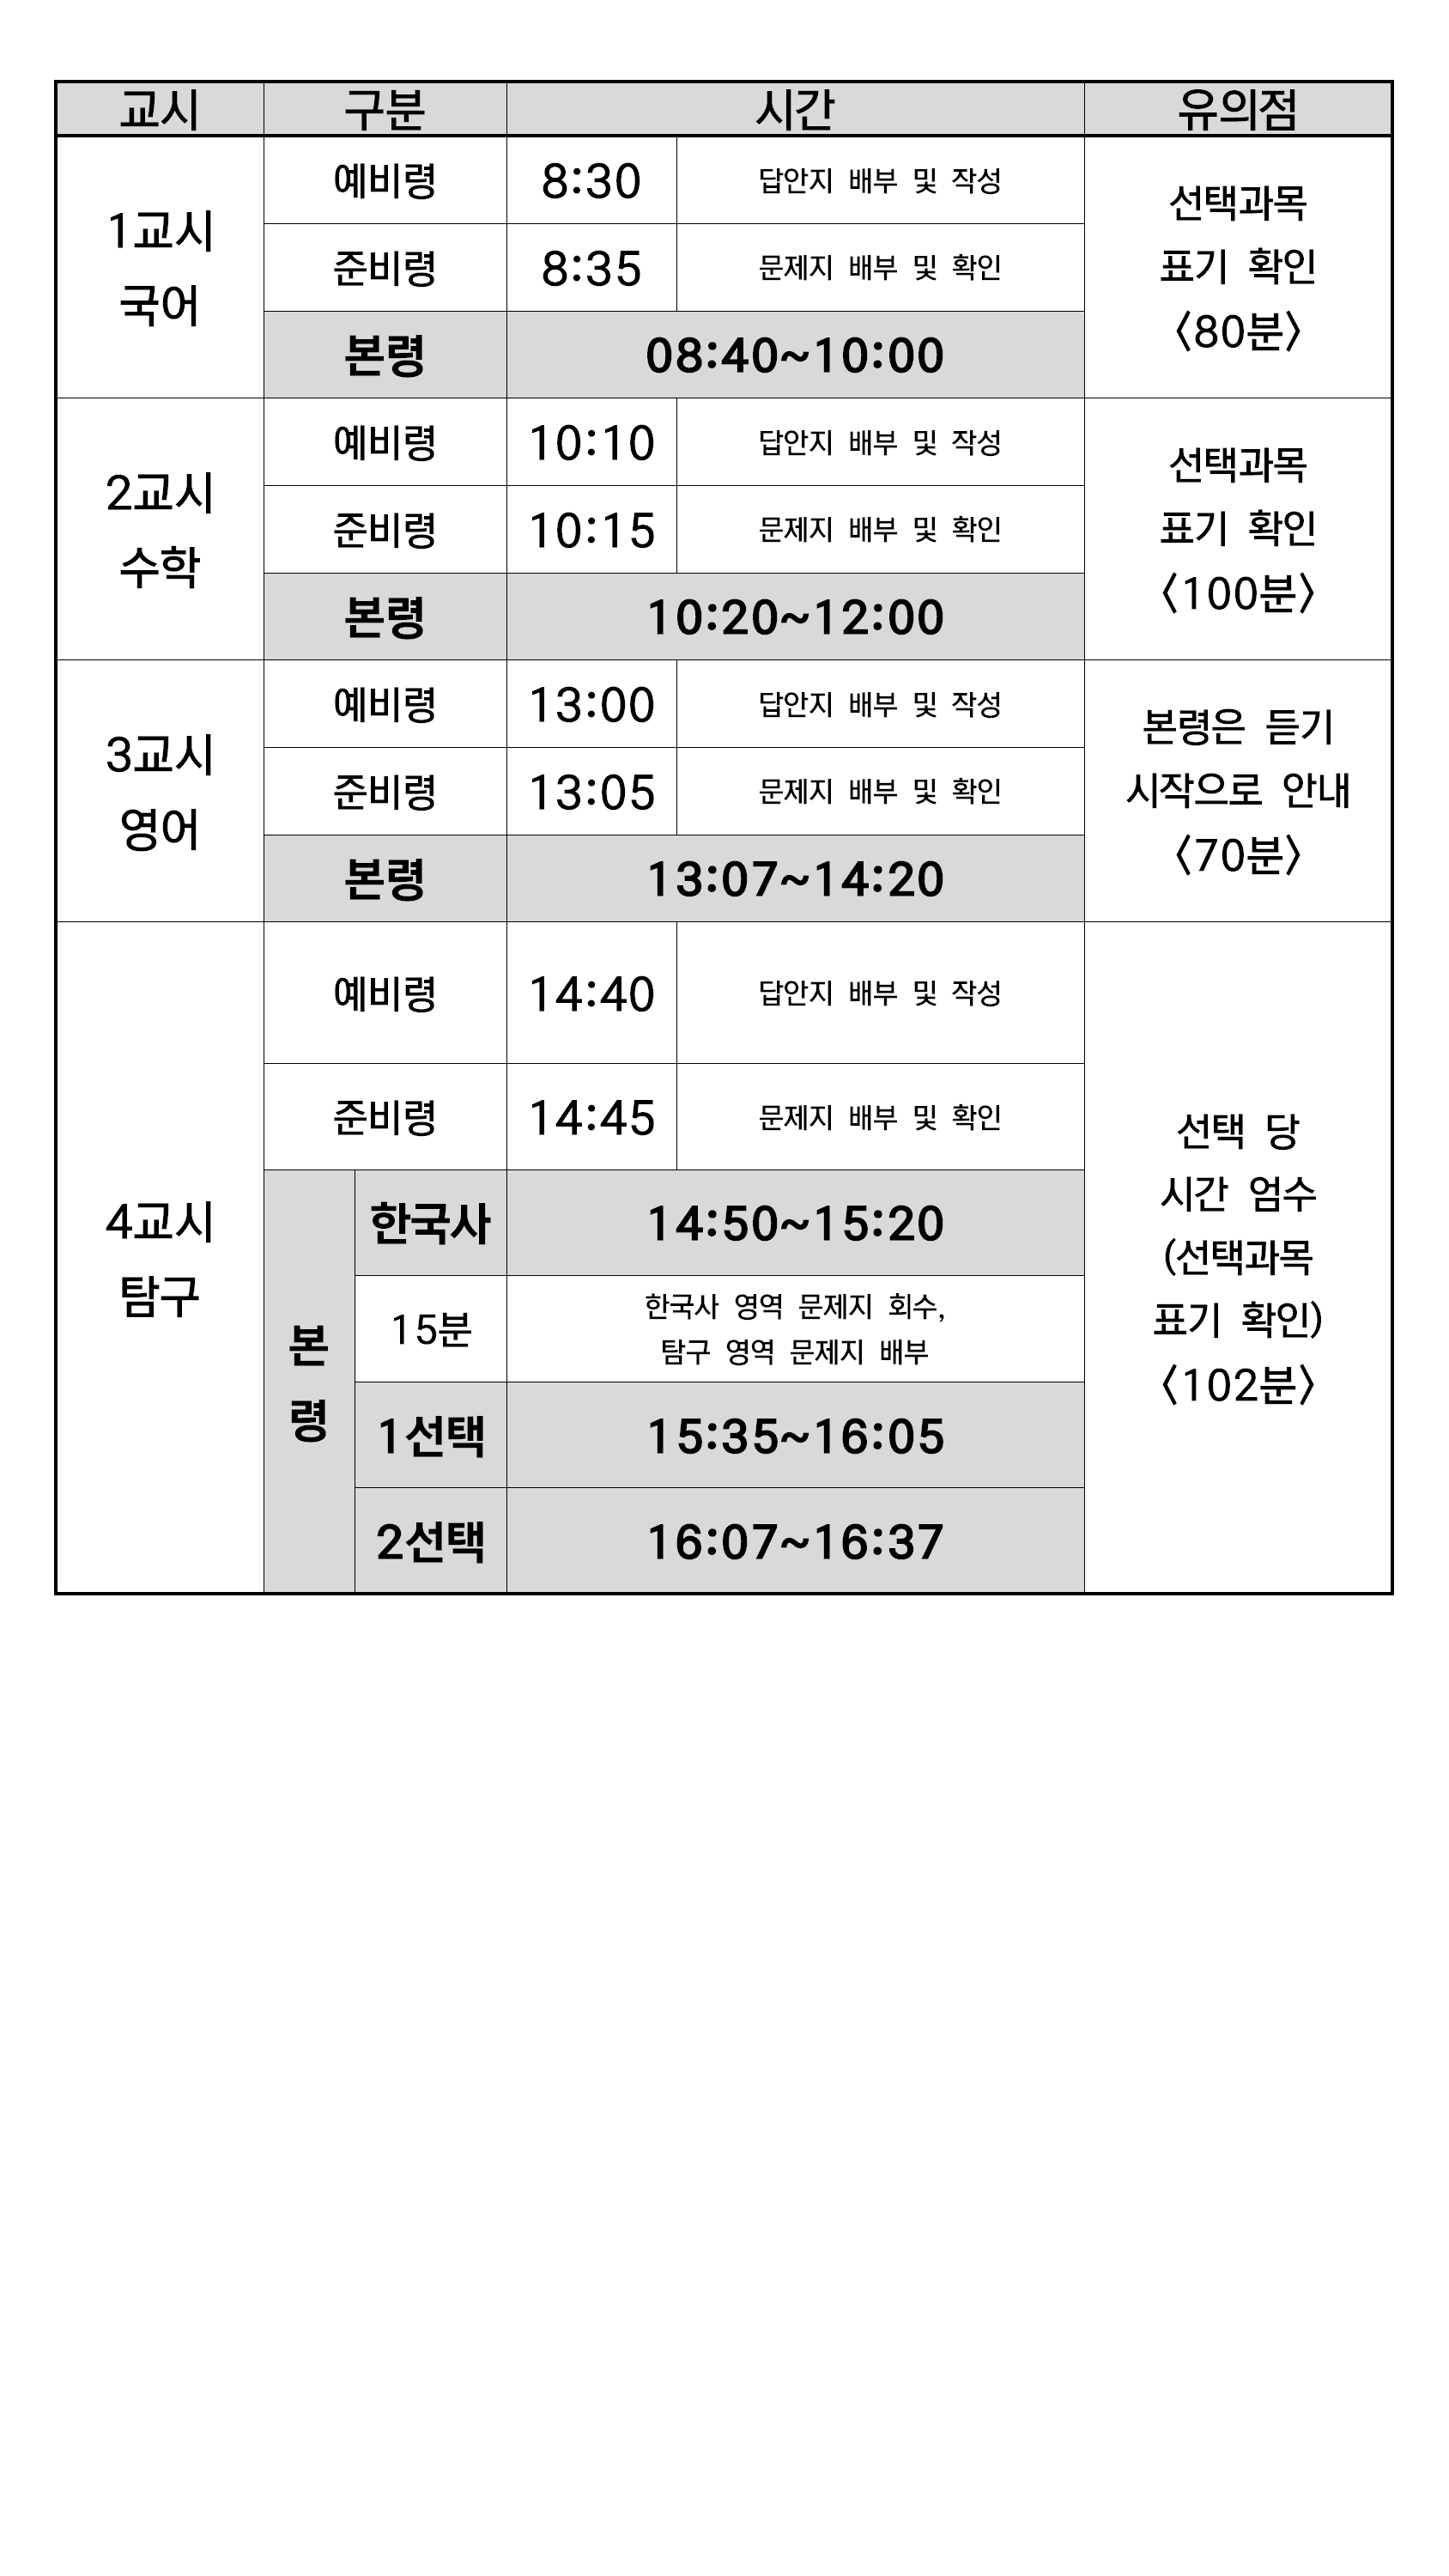 교시 구분 시간 유의점
1교시
국어
예비령 8:30 답안지 배부 및 작성
준비령 8:35 문제지 배부 및 확인
본령 08:40~10:00
선택과목
표기 확인
<80분>
2교시
수학
예비령 10:10 답안지 배부 및 작성
준비령 10:15 문제지 배부 및 확인
본령 10:20~12:00
선택과목
표기 확인
<100분>
3교시
영어
예비령 13:00 답안지 배부 및 작성
준비령 13:05 문제지 배부 및 확인
본령 13:07~14:20
본령은 듣기
시작으로 안내
<70분>
4교시
탐구
예비령 14:40 답안지 배부 및 작성
준비령 14:45 문제지 배부 및 확인
본
령
한국사 14:50~15:20
15분
한국사 영역 문제지 회수,
탐구 영역 문제지 배부
1선택 15:35~16:05
2선택 16:07~16:37
선택 당
시간 엄수
(선택과목
표기 확인)
<102분>